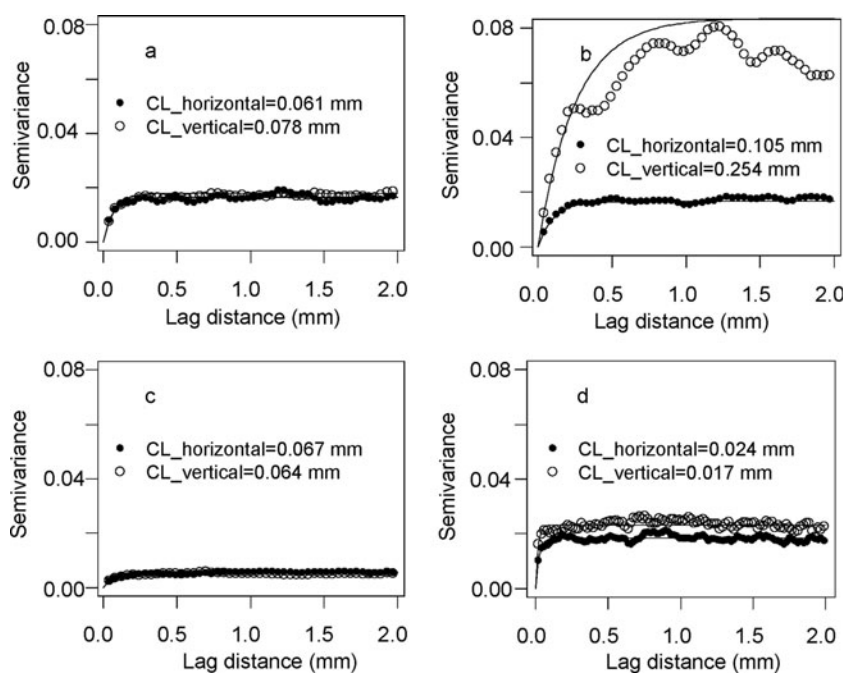 a
CL_horizontal=0.061 mm
CL_vertical=0.078 mm
Semivariance
0.08
0.04
0.00
0.0 0.5 1.0 1.5 2.0
Lag distance (mm)
b
CL_horizontal=0.105 mm
CL_vertical=0.254 mm
Semivariance
0.08
0.04
0.00
0.0 0.5 1.0 1.5 2.0
Lag distance (mm)
c
CL_horizontal=0.067 mm
CL_vertical=0.064 mm
Semivariance
0.08
0.04
0.00
0.0 0.5 1.0 1.5 2.0
Lag distance (mm)
d
CL_horizontal=0.024 mm
CL_vertical=0.017 mm
Semivariance
0.08
0.04
0.00
0.0 0.5 1.0 1.5 2.0
Lag distance (mm)